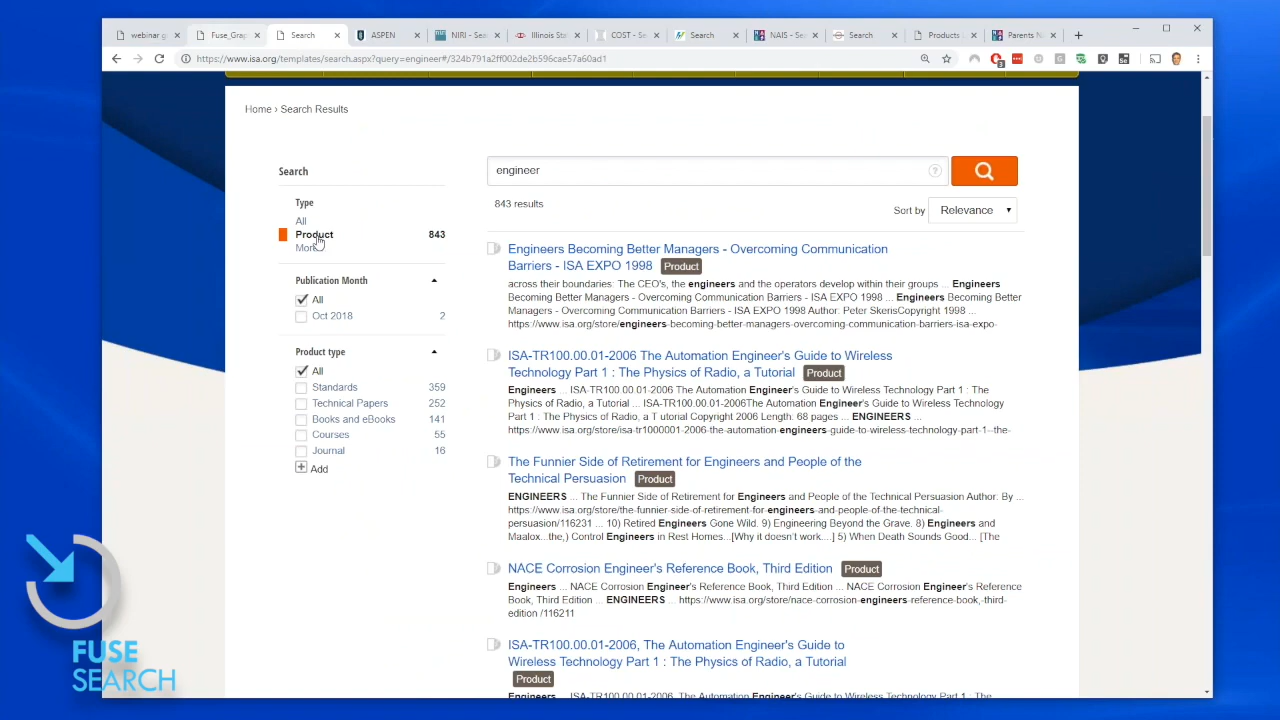 webinar g
Fuse_Grap
Search
ASPEN
NIRI - Sea
Illinois Sta
COST - Se
Search
NAIS - Se
Search
Products
Parents N
https://www.isa.org/templates/search.aspx?query=engineer#/324b791a2ff002de2b596cae57a60ad1
Home › Search Results
Search
Type
All
Product 843
More
Publication Month
All
Oct 2018 2
Product type
All
Standards 359
Technical Papers 252
Books and eBooks 141
Courses 55
Journal 16
Add
engineer
843 results
Sort by Relevance
Engineers Becoming Better Managers - Overcoming Communication
Barriers - ISA EXPO 1998 Product
across their boundaries: The CEO's, the engineers and the operators develop within their groups ... Engineers
Becoming Better Managers - Overcoming Communication Barriers - ISA EXPO 1998 ... Engineers Becoming Better
Managers - Overcoming Communication Barriers - ISA EXPO 1998 Author: Peter SkerisCopyright 1998 ...
https://www.isa.org/store/engineers-becoming-better-managers-overcoming-communication-barriers-isa-expo-
ISA-TR100.00.01-2006 The Automation Engineer's Guide to Wireless
Technology Part 1 : The Physics of Radio, a Tutorial Product
Engineers ... ISA-TR100.00.01-2006 The Automation Engineer's Guide to Wireless Technology Part 1 : The
Physics of Radio, a Tutorial ... ISA-TR100.00.01-2006The Automation Engineer's Guide to Wireless Technology
Part 1 : The Physics of Radio, a T utorial Copyright 2006 Length: 68 pages ... ENGINEERS ...
https://www.isa.org/store/isa-tr1000001-2006-the-automation-engineers-guide-to-wireless-technology-part-1--the-
The Funnier Side of Retirement for Engineers and People of the
Technical Persuasion Product
ENGINEERS ... The Funnier Side of Retirement for Engineers and People of the Technical Persuasion Author: By ...
https://www.isa.org/store/the-funnier-side-of-retirement-for-engineers-and-people-of-the-technical-
persuasion/116231 ... 10) Retired Engineers Gone Wild. 9) Engineering Beyond the Grave. 8) Engineers and
Maalox...the,) Control Engineers in Rest Homes...[Why it doesn't work....] 5) When Death Sounds Good... [The
NACE Corrosion Engineer's Reference Book, Third Edition Product
Engineers ... NACE Corrosion Engineer's Reference Book, Third Edition ... NACE Corrosion Engineer's Reference
Book, Third Edition ... ENGINEERS ... https://www.isa.org/store/nace-corrosion-engineers-reference-book,-third-
edition /116211
ISA-TR100.00.01-2006, The Automation Engineer's Guide to
Wireless Technology Part 1 : The Physics of Radio, a Tutorial
Product
Engineers ... ISA-TR100.00.01-2006, The Automation Engineer's Guide to Wireless Technology Part 1 : The
FUSE
SEARCH